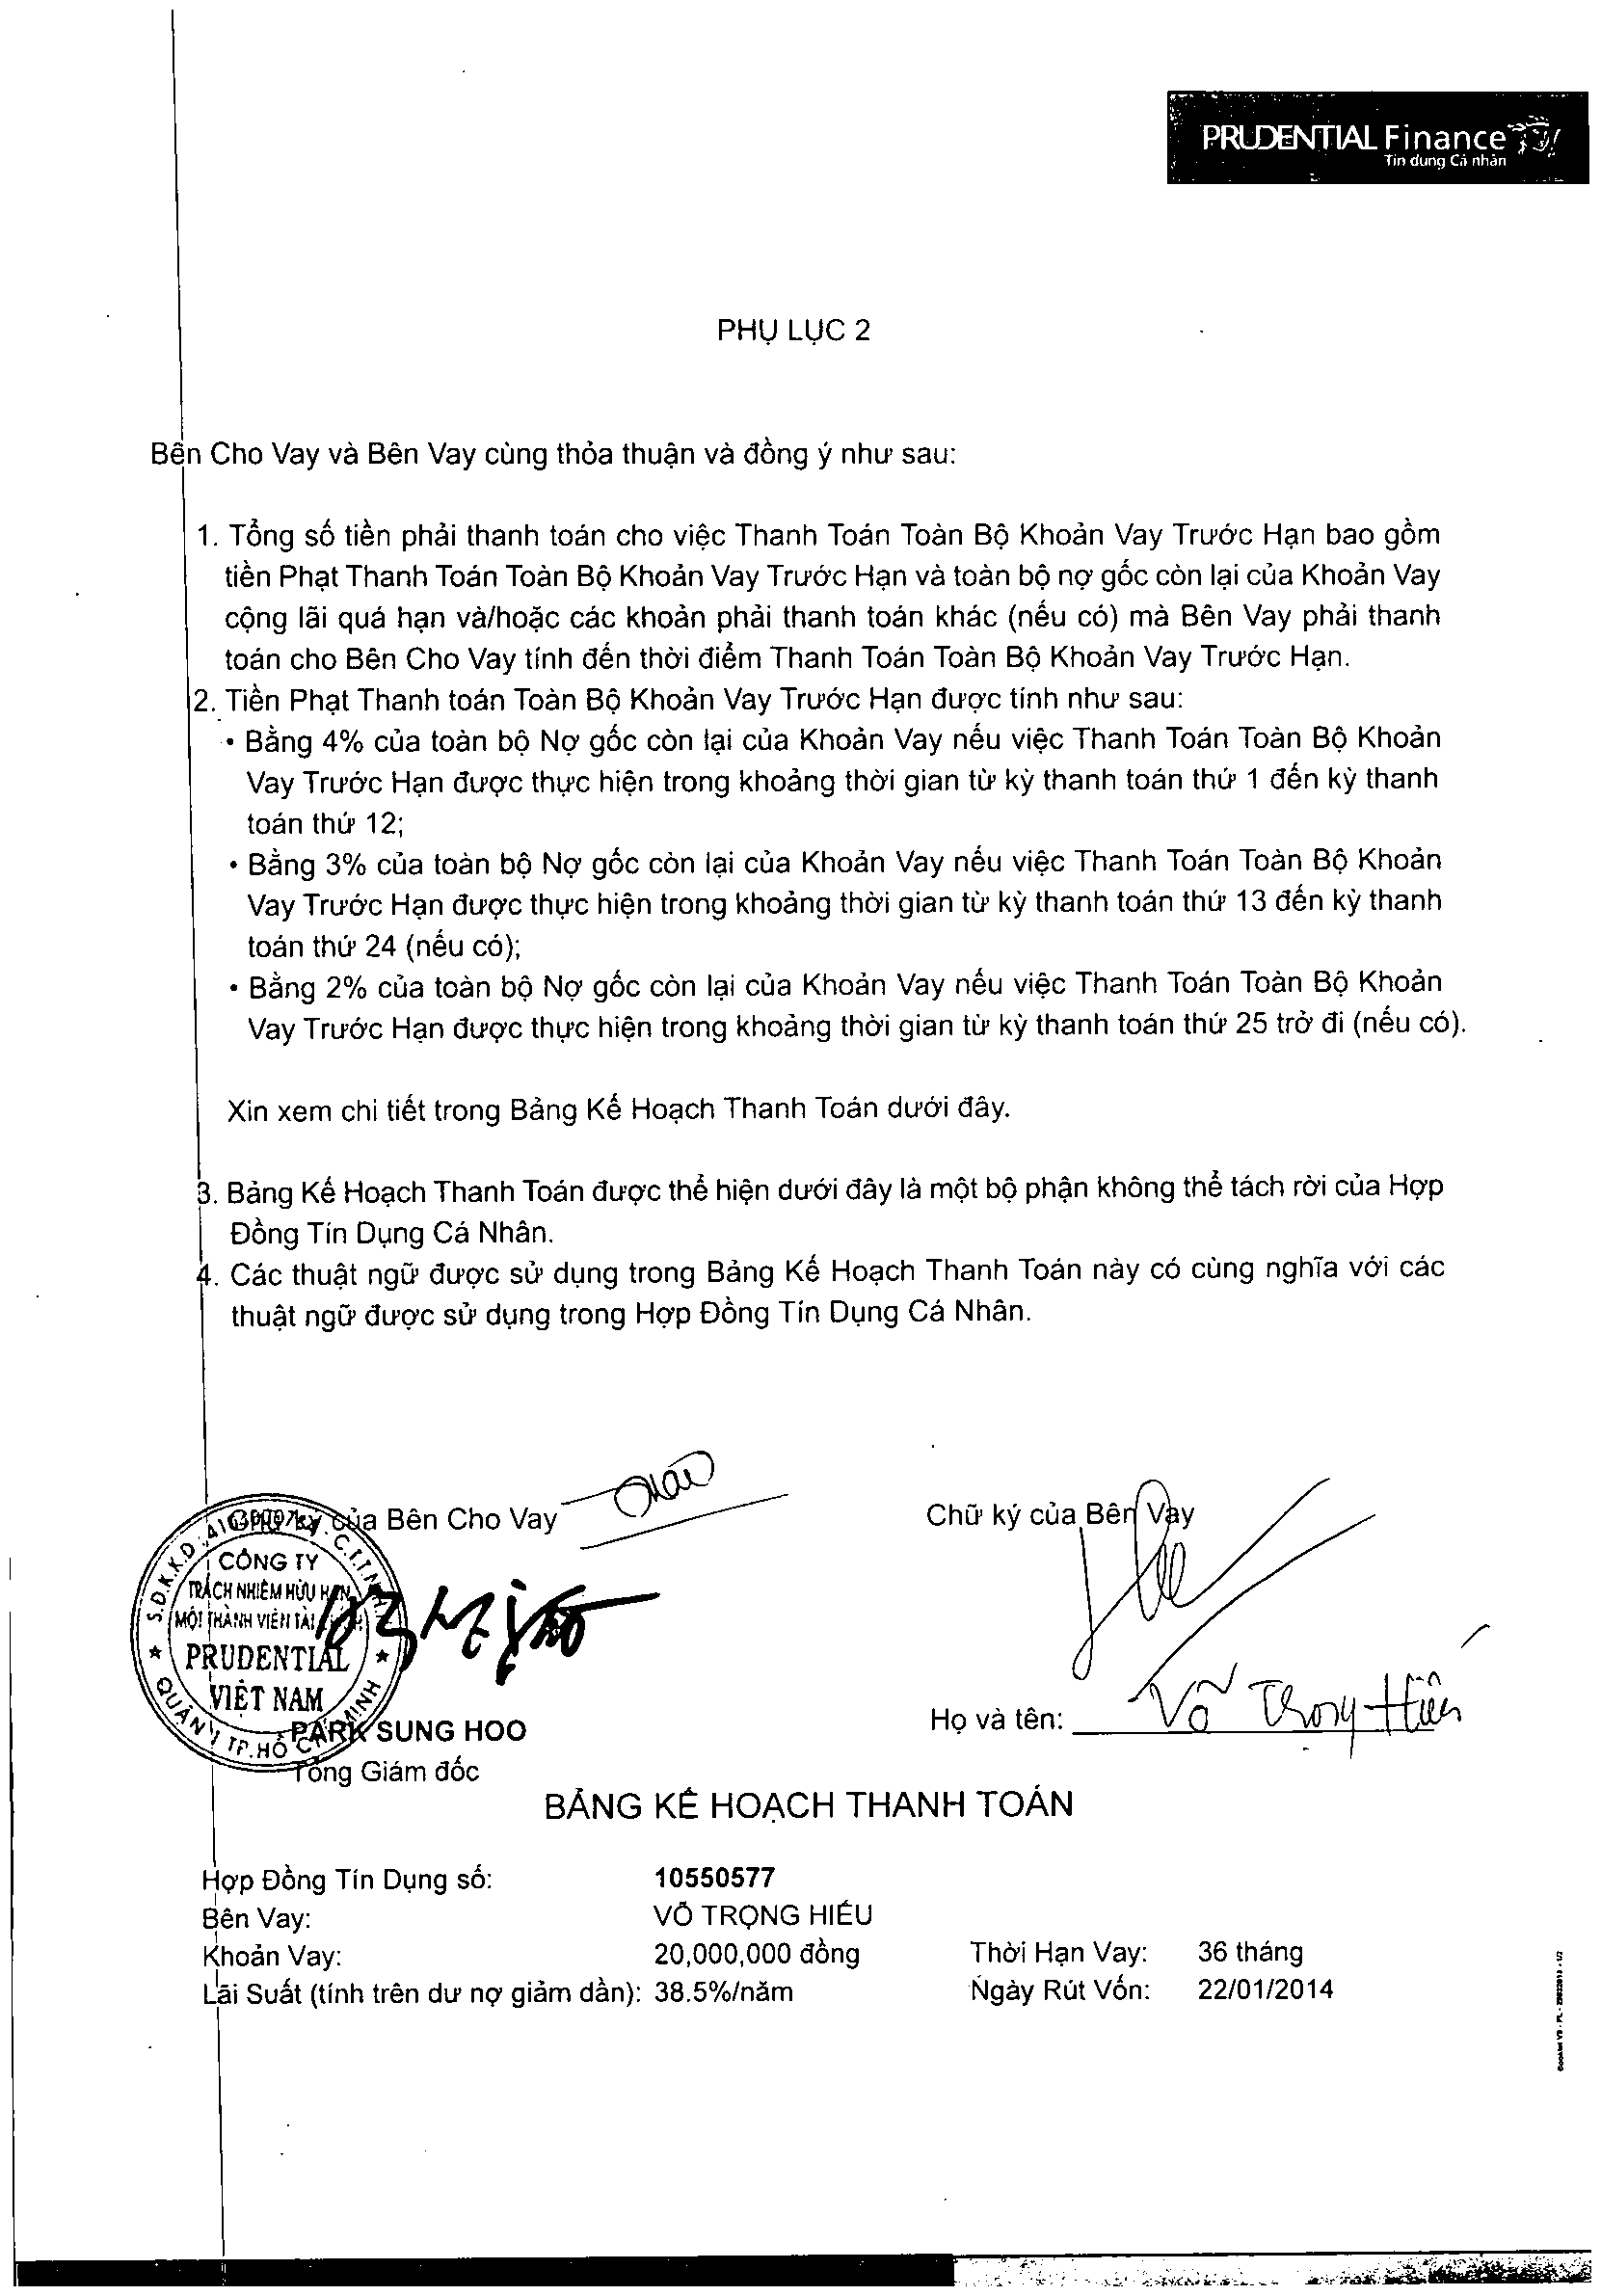 PRUDENTIAL Finance
Tín dụng Cá nhân
PHỤ LỤC 2
Bên Cho Vay và Bên Vay cùng thỏa thuận và đồng ý như sau:
1. Tổng số tiền phải thanh toán cho việc Thanh Toán Toàn Bộ Khoản Vay Trước Hạn bao gồm
tiền Phạt Thanh Toán Toàn Bộ Khoản Vay Trước Hạn và toàn bộ nợ gốc còn lại của Khoản Vay
cộng lãi quá hạn và/hoặc các khoản phải thanh toán khác (nếu có) mà Bên Vay phải thanh
toán cho Bên Cho Vay tính đến thời điểm Thanh Toán Toàn Bộ Khoản Vay Trước Hạn.
2. Tiền Phạt Thanh toán Toàn Bộ Khoản Vay Trước Hạn được tính như sau:
• Bằng 4% của toàn bộ Nợ gốc còn lại của Khoản Vay nếu việc Thanh Toán Toàn Bộ Khoản
Vay Trước Hạn được thực hiện trong khoảng thời gian từ kỳ thanh toán thứ 1 đến kỳ thanh
toán thứ 12;
• Bằng 3% của toàn bộ Nợ gốc còn lại của Khoản Vay nếu việc Thanh Toán Toàn Bộ Khoản
Vay Trước Hạn được thực hiện trong khoảng thời gian từ kỳ thanh toán thứ 13 đến kỳ thanh
toán thứ 24 (nếu có);
• Bằng 2% của toàn bộ Nợ gốc còn lại của Khoản Vay nếu việc Thanh Toán Toàn Bộ Khoản
Vay Trước Hạn được thực hiện trong khoảng thời gian từ kỳ thanh toán thứ 25 trở đi (nếu có).
Xin xem chi tiết trong Bảng Kế Hoạch Thanh Toán dưới đây.
3. Bảng Kế Hoạch Thanh Toán được thể hiện dưới đây là một bộ phận không thể tách rời của Hợp
Đồng Tín Dụng Cá Nhân.
4. Các thuật ngữ được sử dụng trong Bảng Kế Hoạch Thanh Toán này có cùng nghĩa với các
thuật ngữ được sử dụng trong Hợp Đồng Tín Dụng Cá Nhân.
của Bên Cho Vay
Chữ ký của Bên Vay
CÔNG TY
TRÁCH NHIỆM HỮU HẠN
MỘT THÀNH VIÊN TÀI
PRUDENTIAL
VIỆT NAM
QUẬN 1 TP.HỒ CHÍ MINH
PARK SUNG HOO
Tổng Giám đốc
Họ và tên: Võ Trọng Hiếu
BẢNG KẾ HOẠCH THANH TOÁN
Hợp Đồng Tín Dụng số: 10550577
Bên Vay: VÕ TRỌNG HIẾU
Khoản Vay: 20,000,000 đồng Thời Hạn Vay: 36 tháng
Lãi Suất (tính trên dư nợ giảm dần): 38.5%/năm Ngày Rút Vốn: 22/01/2014